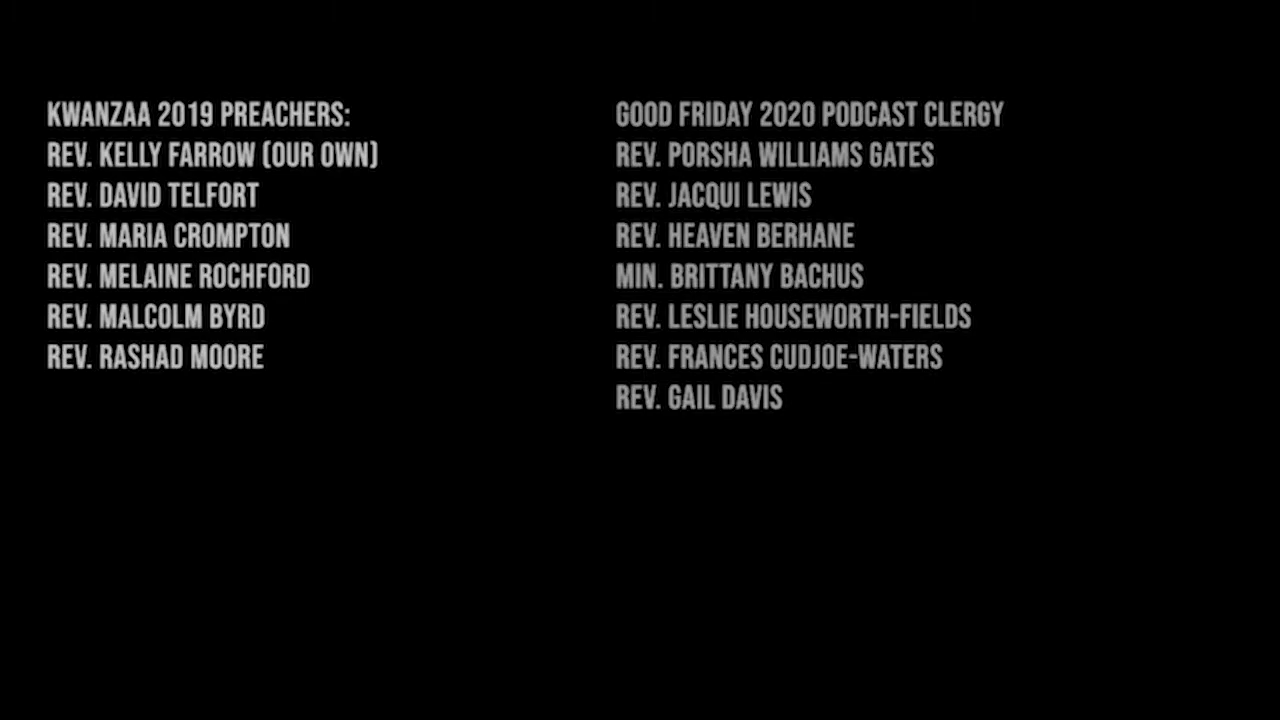 KWANZAA 2019 PREACHERS:
REV. KELLY FARROW (OUR OWN)
REV. DAVID TELFORT
REV. MARIA CROMPTON
REV. MELAINE ROCHFORD
REV. MALCOLM BYRD
REV. RASHAD MOORE
GOOD FRIDAY 2020 PODCAST CLERGY
REV. PORSHA WILLIAMS GATES
REV. JACQUI LEWIS
REV. HEAVEN BERHANE
MIN. BRITTANY BACHUS
REV. LESLIE HOUSEWORTH-FIELDS
REV. FRANCES CUDJOE-WATERS
REV. GAIL DAVIS